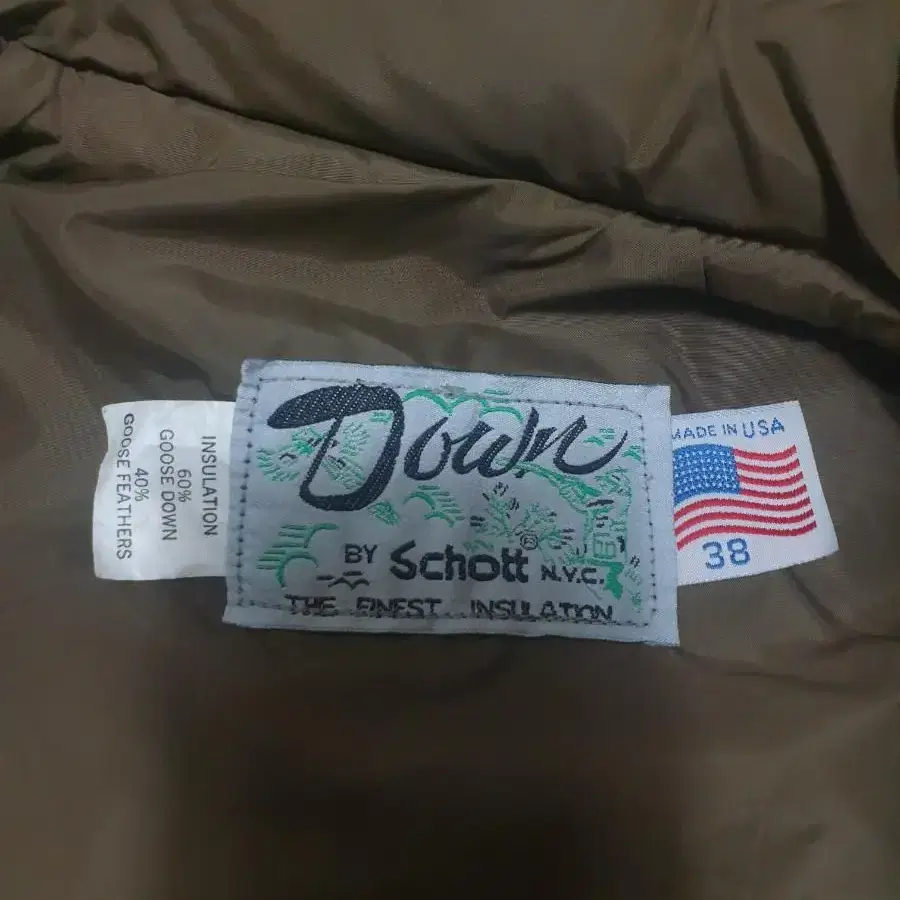 INSULATION
60%
GOOSE DOWN
40%
GOOSE FEATHERS
Down
BY Schott ® N.Y.C.
THE FINEST INSULATION
MADE IN USA
38